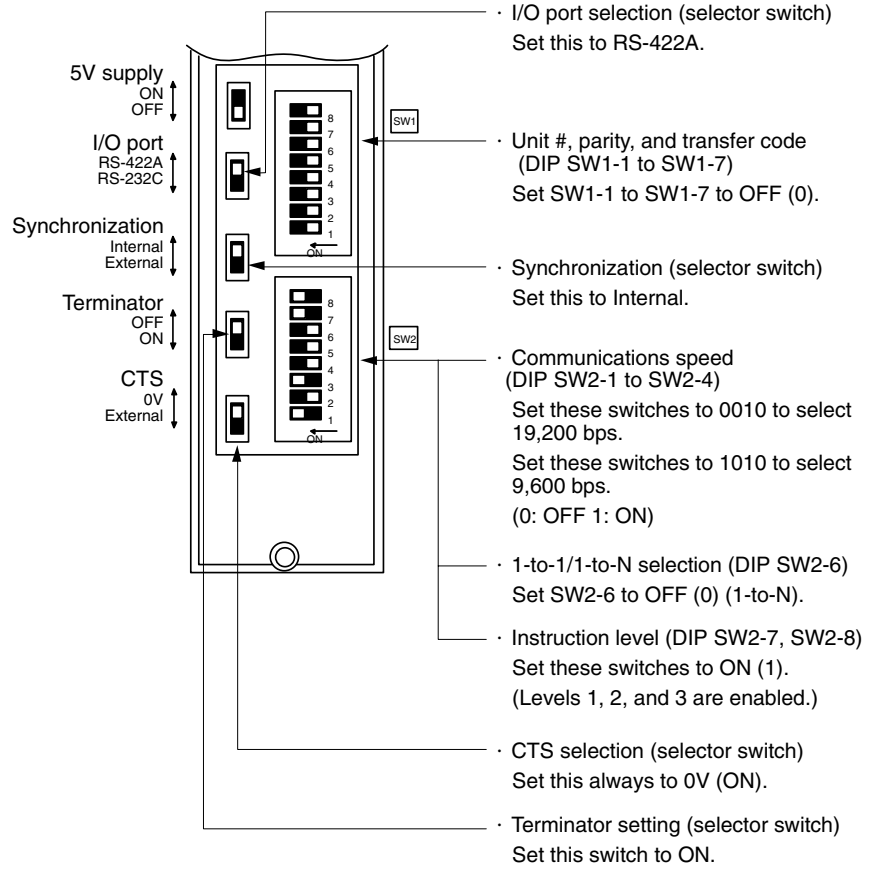 5V supply
ON
OFF
I/O port
RS-422A
RS-232C
Synchronization
Internal
External
Terminator
OFF
ON
CTS
0V
External
8
7
6
5
4
3
2
1
ON
SW1
8
7
6
5
4
3
2
1
ON
SW2
· I/O port selection (selector switch)
Set this to RS-422A.
· Unit #, parity, and transfer code
(DIP SW1-1 to SW1-7)
Set SW1-1 to SW1-7 to OFF (0).
· Synchronization (selector switch)
Set this to Internal.
· Communications speed
(DIP SW2-1 to SW2-4)
Set these switches to 0010 to select
19,200 bps.
Set these switches to 1010 to select
9,600 bps.
(0: OFF 1: ON)
· 1-to-1/1-to-N selection (DIP SW2-6)
Set SW2-6 to OFF (0) (1-to-N).
· Instruction level (DIP SW2-7, SW2-8)
Set these switches to ON (1).
(Levels 1, 2, and 3 are enabled.)
· CTS selection (selector switch)
Set this always to 0V (ON).
· Terminator setting (selector switch)
Set this switch to ON.